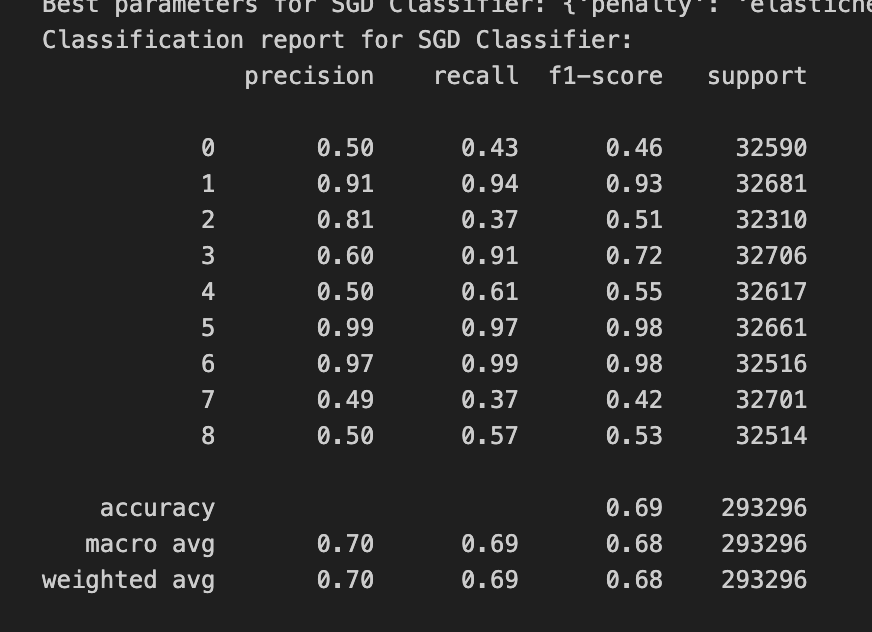 Best parameters for SGD Classifier: {'penalty': 'elasticne
Classification report for SGD Classifier:
precision recall f1-score support
0 0.50 0.43 0.46 32590
1 0.91 0.94 0.93 32681
2 0.81 0.37 0.51 32310
3 0.60 0.91 0.72 32706
4 0.50 0.61 0.55 32617
5 0.99 0.97 0.98 32661
6 0.97 0.99 0.98 32516
7 0.49 0.37 0.42 32701
8 0.50 0.57 0.53 32514
accuracy 0.69 293296
macro avg 0.70 0.69 0.68 293296
weighted avg 0.70 0.69 0.68 293296